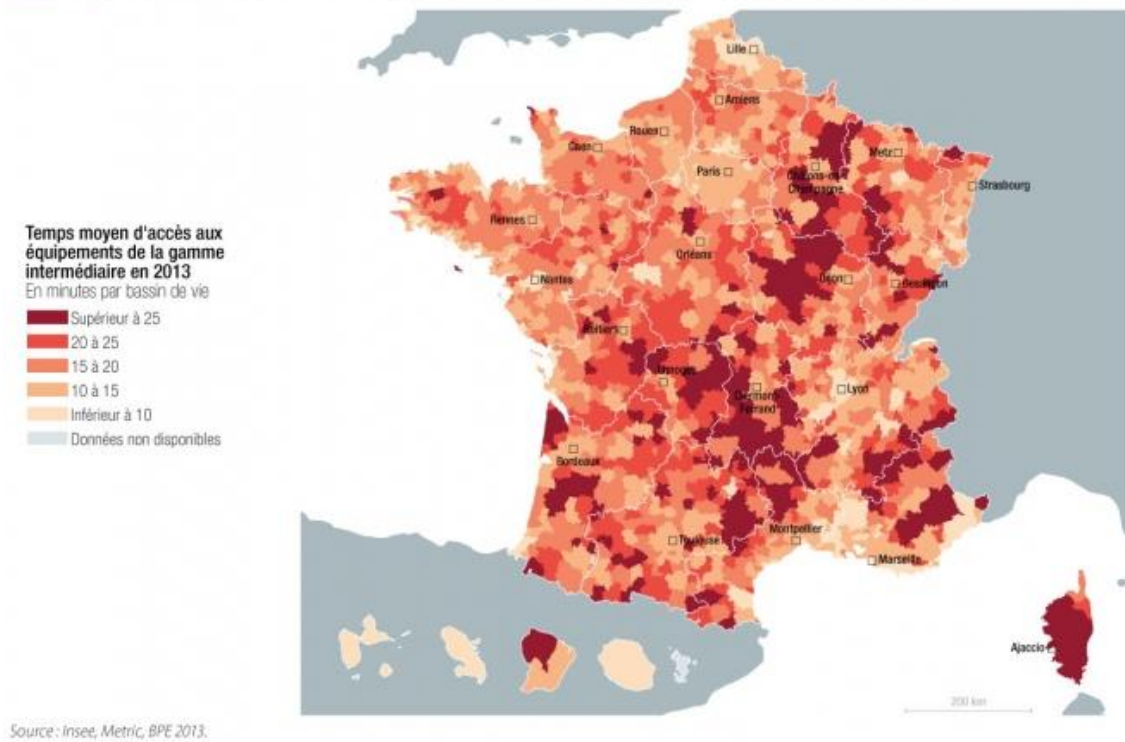 Temps moyen d'accès aux
équipements de la gamme
intermédiaire en 2013
En minutes par bassin de vie
Supérieur à 25
20 à 25
15 à 20
10 à 15
Inférieur à 10
Données non disponibles
Lille
Amiens
Rouen
Caen
Paris
Metz
Châlons-en-
Champagne
Strasbourg
Rennes
Orléans
Nantes
Dijon
Besançon
Poitiers
Limoges
Clermont-
Ferrand
Lyon
Bordeaux
Toulouse
Montpellier
Marseille
Ajaccio
200 km
Source : Insee, Metric, BPE 2013.